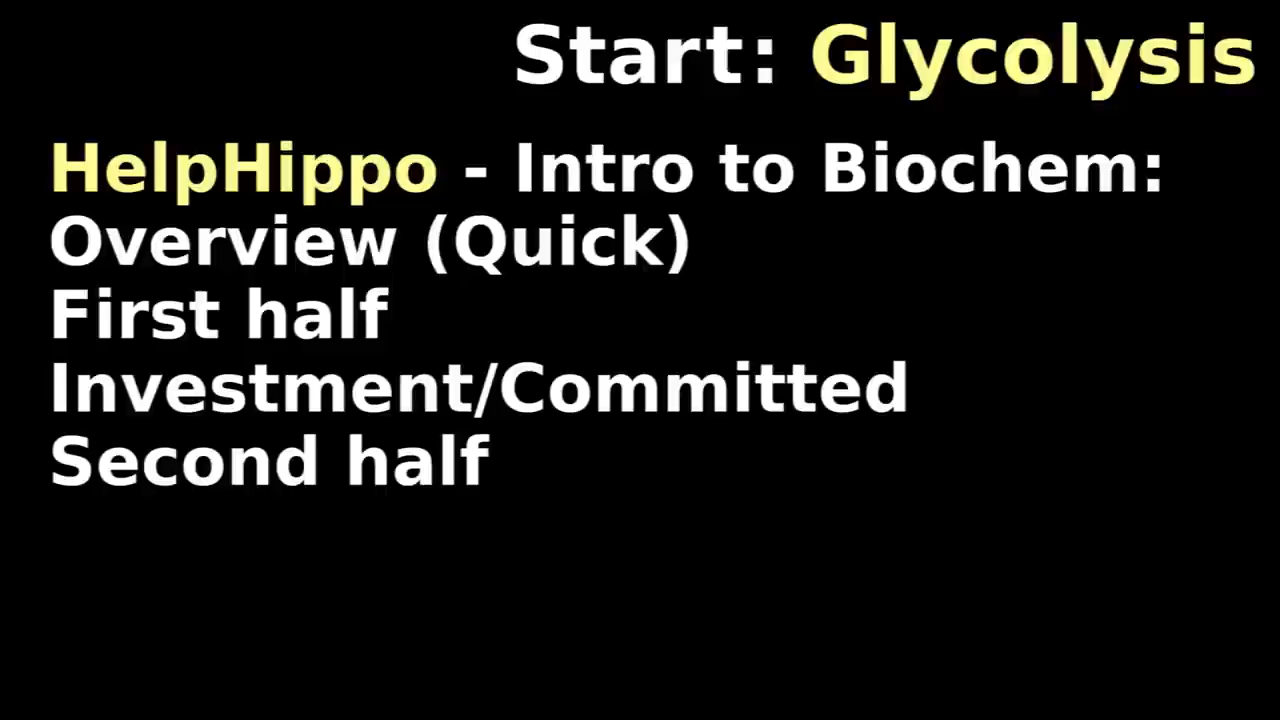 Start: Glycolysis
HelpHippo - Intro to Biochem:
Overview (Quick)
First half
Investment/Committed
Second half